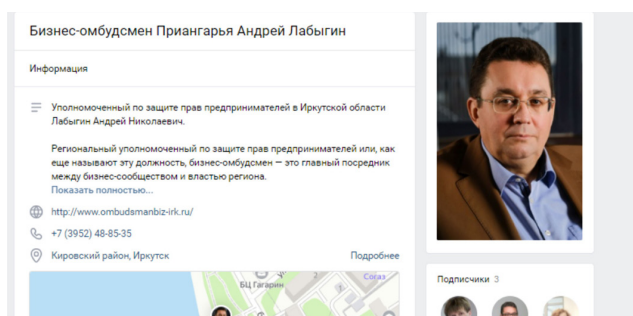 Бизнес-омбудсмен Приангарья Андрей Лабыгин
Информация
Уполномоченный по защите прав предпринимателей в Иркутской области
Лабыгин Андрей Николаевич.
Региональный уполномоченный по защите прав предпринимателей или, как
еще называют эту должность, бизнес-омбудсмен — это главный посредник
между бизнес-сообществом и властью региона.
Показать полностью...
http://www.ombudsmanbiz-irk.ru/
+7 (3952) 48-85-35
Кировский район, Иркутск
Подробнее
БЦ Гагарин
Согаз
Подписчики 3